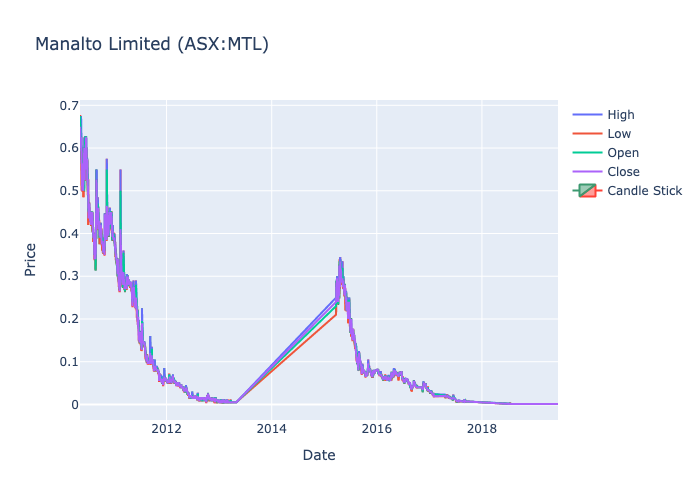 Manalto Limited (ASX:MTL)
High
Low
Open
Close
Candle Stick
Price
0.7
0.6
0.5
0.4
0.3
0.2
0.1
0
2012
2014
2016
2018
Date